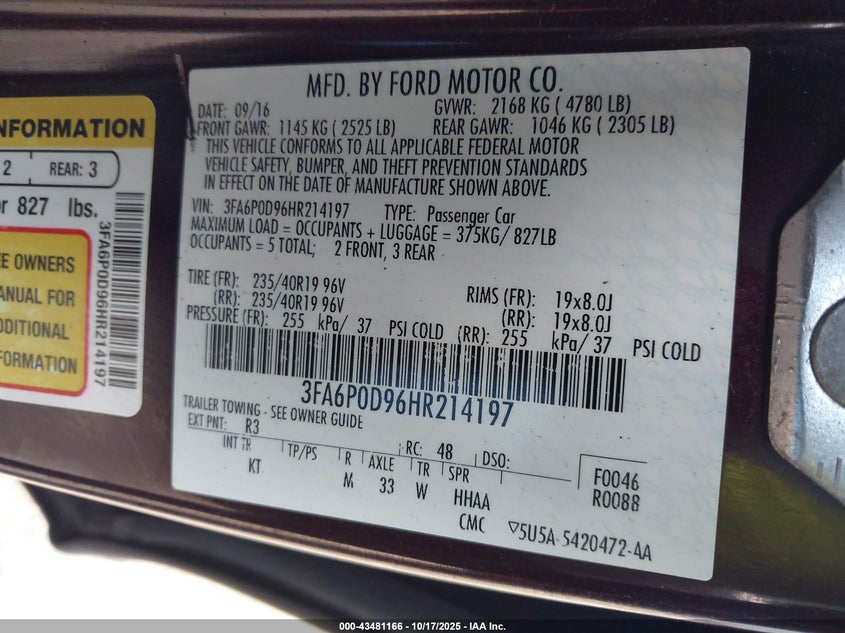 NFORMATION
2 REAR: 3
or 827 lbs.
EE OWNERS
ANUAL FOR
DDITIONAL
FORMATION
3FA6P0D96HR214197
MFD. BY FORD MOTOR CO.
DATE: 09/16 GVWR: 2168 KG ( 4780 LB)
FRONT GAWR: 1145 KG ( 2525 LB) REAR GAWR: 1046 KG ( 2305 LB)
THIS VEHICLE CONFORMS TO ALL APPLICABLE FEDERAL MOTOR
VEHICLE SAFETY, BUMPER, AND THEFT PREVENTION STANDARDS
IN EFFECT ON THE DATE OF MANUFACTURE SHOWN ABOVE.
VIN: 3FA6P0D96HR214197 TYPE: Passenger Car
MAXIMUM LOAD = OCCUPANTS + LUGGAGE = 375KG/ 827LB
OCCUPANTS = 5 TOTAL; 2 FRONT, 3 REAR
TIRE (FR): 235/40R19 96V RIMS (FR): 19x8.0J
(RR): 235/40R19 96V (RR): 19x8.0J
PRESSURE (FR): 255 kPa/ 37 PSI COLD (RR): 255 kPa/ 37 PSI COLD
3FA6P0D96HR214197
TRAILER TOWING - SEE OWNER GUIDE
EXT PNT: R3 RC: 48 DSO:
INT TR TP/PS R AXLE TR SPR F0046
KT M 33 W HHAA R0088
CMC 5U5A-5420472-AA
000-43481166 - 10/17/2025 - IAA Inc.